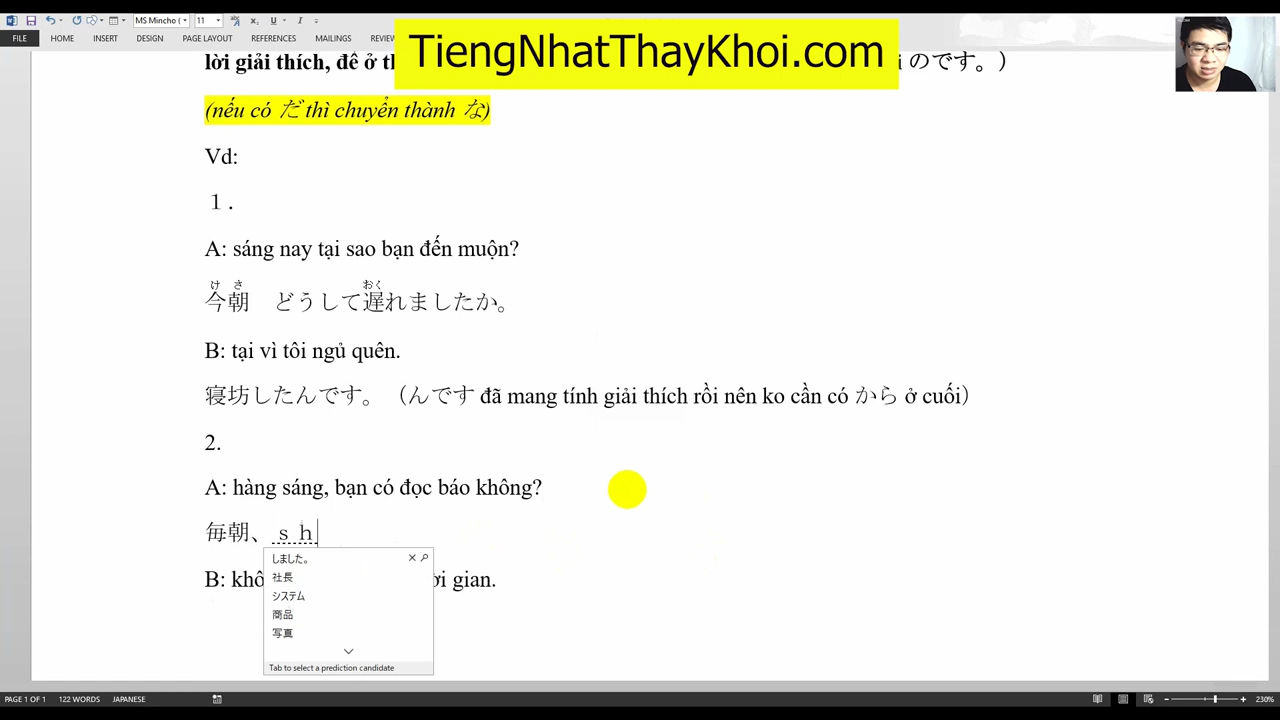 MS Mincho (
11
FILE
HOME
INSERT
DESIGN
PAGE LAYOUT
REFERENCES
MAILINGS
TiengNhatThayKhoi.com
lời giải thích, để ở
のです。）
(nếu có だ thì chuyển thành な)
Vd:
１.
A: sáng nay tại sao bạn đến muộn?
けさ おく
今朝　どうして遅れましたか。
B: tại vì tôi ngủ quên.
寝坊したんです。（んです đã mang tính giải thích rồi nên ko cần có から ở cuối）
2.
A: hàng sáng, bạn có đọc báo không?
毎朝、ｓｈ
しました。
社長
システム
商品
写真
Tab to select a prediction candidate
B: gian.
PAGE 1 OF 1
122 WORDS
JAPANESE
230%